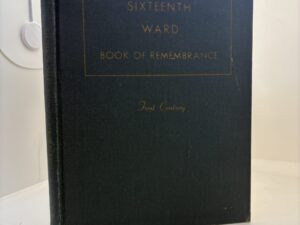 SIXTEENTH
WARD
BOOK OF REMEMBRANCE
First Century